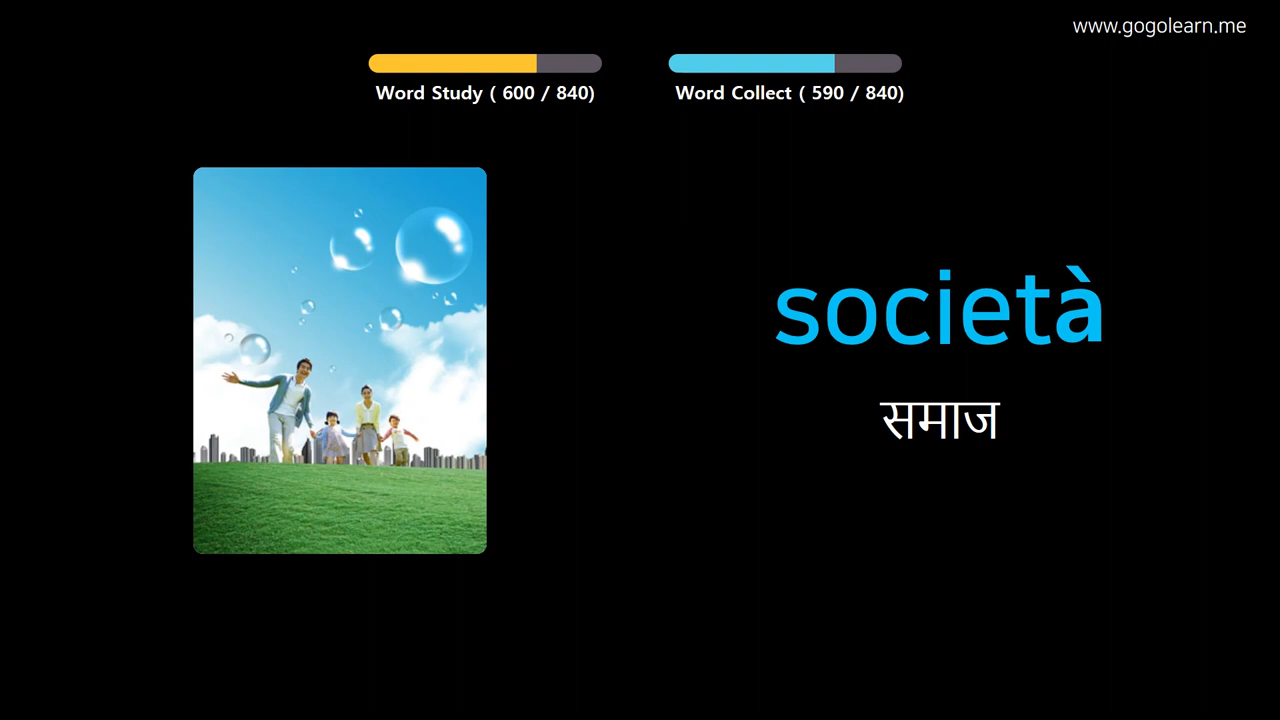 www.gogolearn.me
Word Study ( 600 / 840)
Word Collect ( 590 / 840)
società
समाज